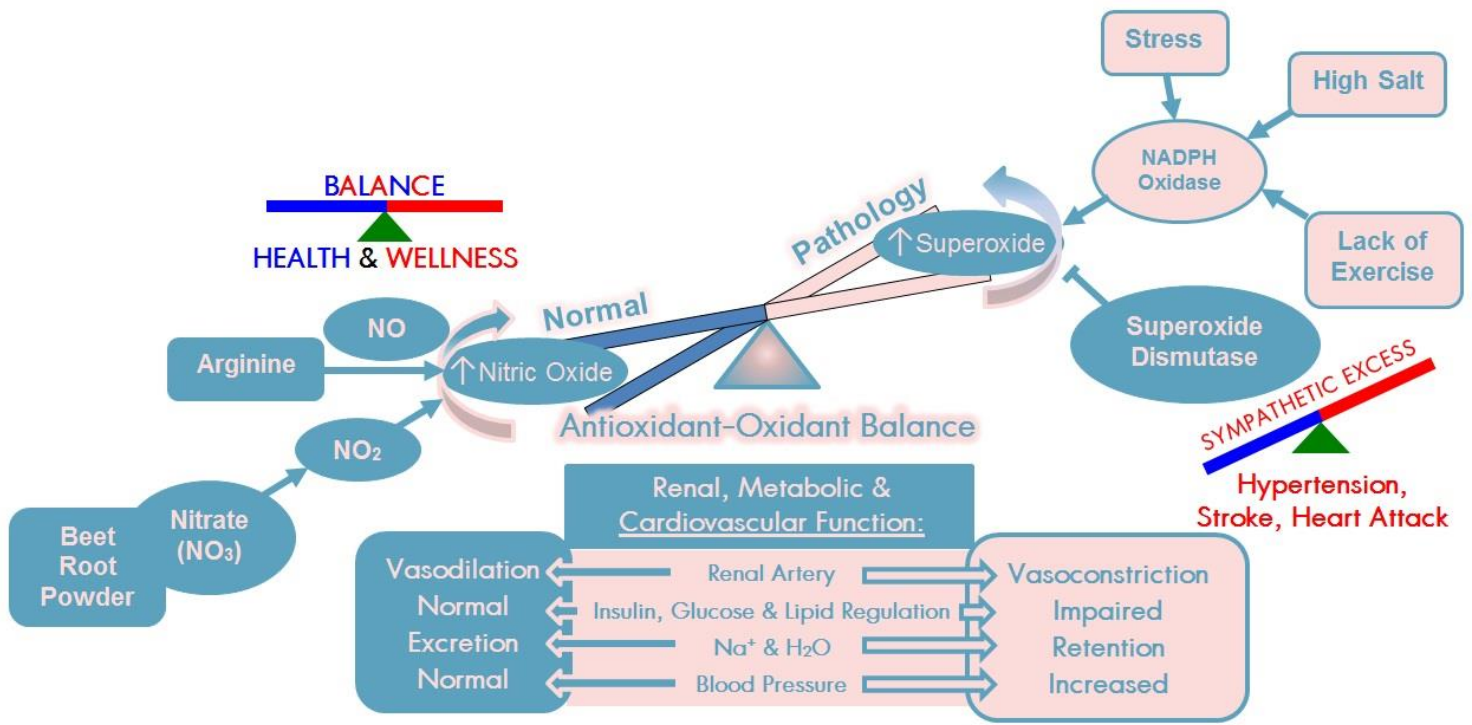 Stress
High Salt
NADPH
Oxidase
Lack of
Exercise
BALANCE
HEALTH & WELLNESS
Pathology
↑ Superoxide
Normal
NO
Arginine
↑ Nitric Oxide
Superoxide
Dismutase
Antioxidant-Oxidant Balance
SYMPATHETIC EXCESS
Hypertension,
Stroke, Heart Attack
NO₂
Nitrate
(NO₃)
Beet
Root
Powder
Renal, Metabolic &
Cardiovascular Function:
Vasodilation Renal Artery Vasoconstriction
Normal Insulin, Glucose & Lipid Regulation Impaired
Excretion Na⁺ & H₂O Retention
Normal Blood Pressure Increased